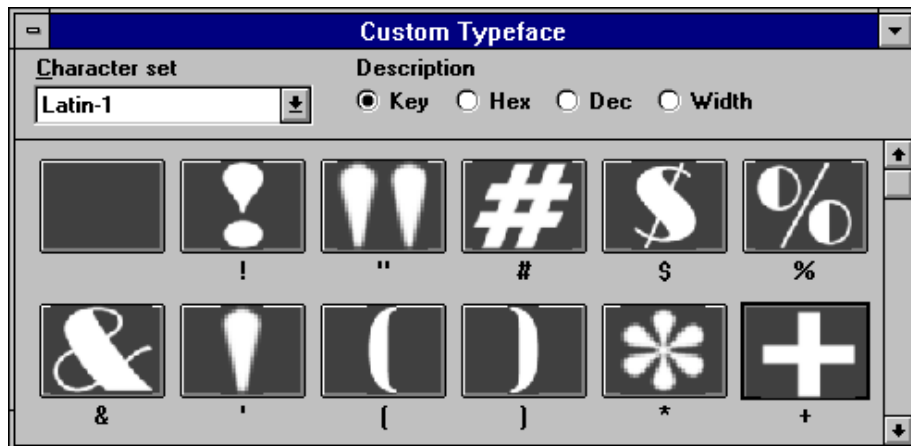 Custom Typeface
Character set
Description
Latin-1
Key Hex Dec Width
! " # $ %
! " # $ %
& ' ( ) * +
& ' ( ) * +